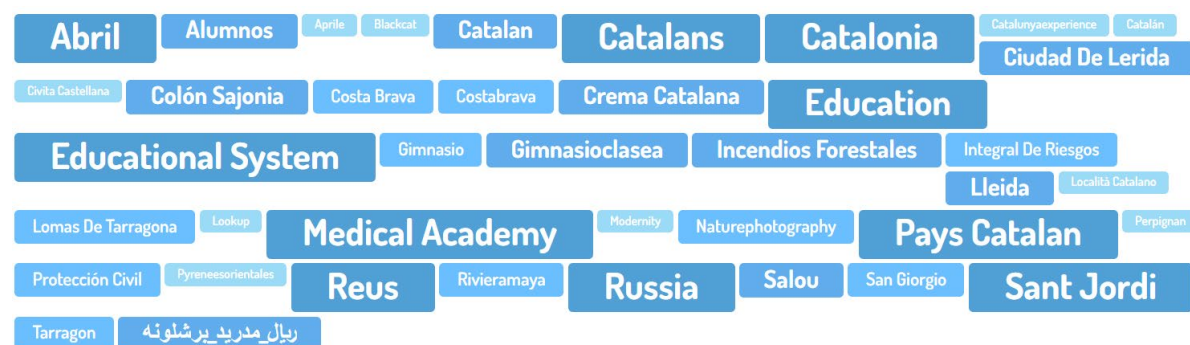 Abril Alumnos Aprile Blackcat Catalan Catalans Catalonia Catalunyaexperience Catalán
Ciudad De Lerida
Civita Castellana Colón Sajonia Costa Brava Costabrava Crema Catalana Education
Educational System Gimnasio Gimnasioclasea Incendios Forestales Integral De Riesgos
Lleida Località Catalano
Lomas De Tarragona Lookup Medical Academy Modernity Naturephotography Pays Catalan Perpignan
Protección Civil Pyreneesorientales Reus Rivieramaya Russia Salou San Giorgio Sant Jordi
Tarragon ريال_مدريد_برشلونه